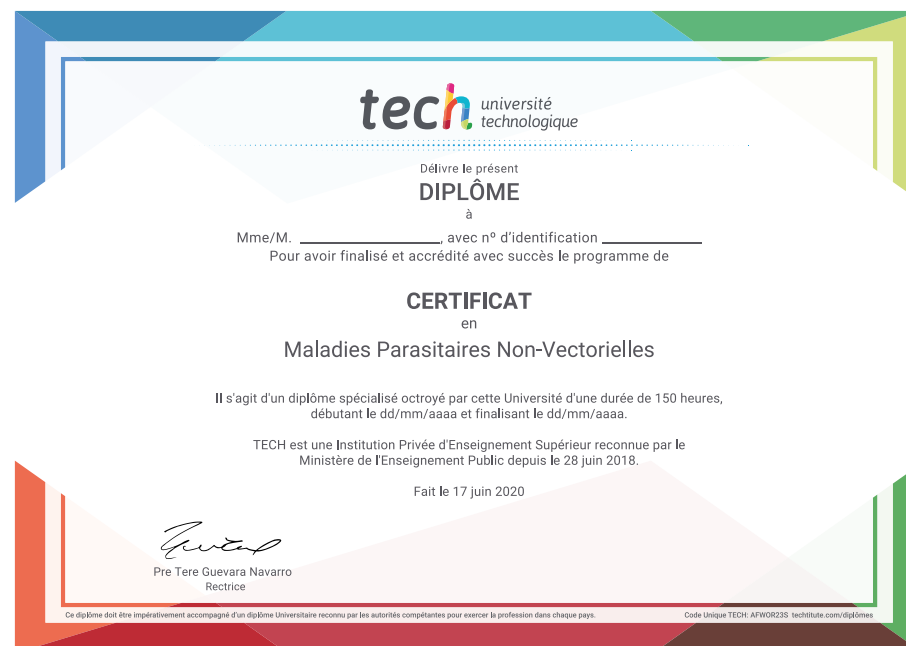 tech université
technologique
Délivre le présent
DIPLÔME
à
Mme/M. ____________, avec nº d'identification ____________
Pour avoir finalisé et accrédité avec succès le programme de
CERTIFICAT
en
Maladies Parasitaires Non-Vectorielles
Il s'agit d'un diplôme spécialisé octroyé par cette Université d'une durée de 150 heures,
débutant le dd/mm/aaaa et finalisant le dd/mm/aaaa.
TECH est une Institution Privée d'Enseignement Supérieur reconnue par le
Ministère de l'Enseignement Public depuis le 28 juin 2018.
Fait le 17 juin 2020
Pre Tere Guevara Navarro
Rectrice
Ce diplôme doit être impérativement accompagné d'un diplôme Universitaire reconnu par les autorités compétantes pour exercer la profession dans chaque pays.
Code Unique TECH: AFWOR23S techtitute.com/diplômes